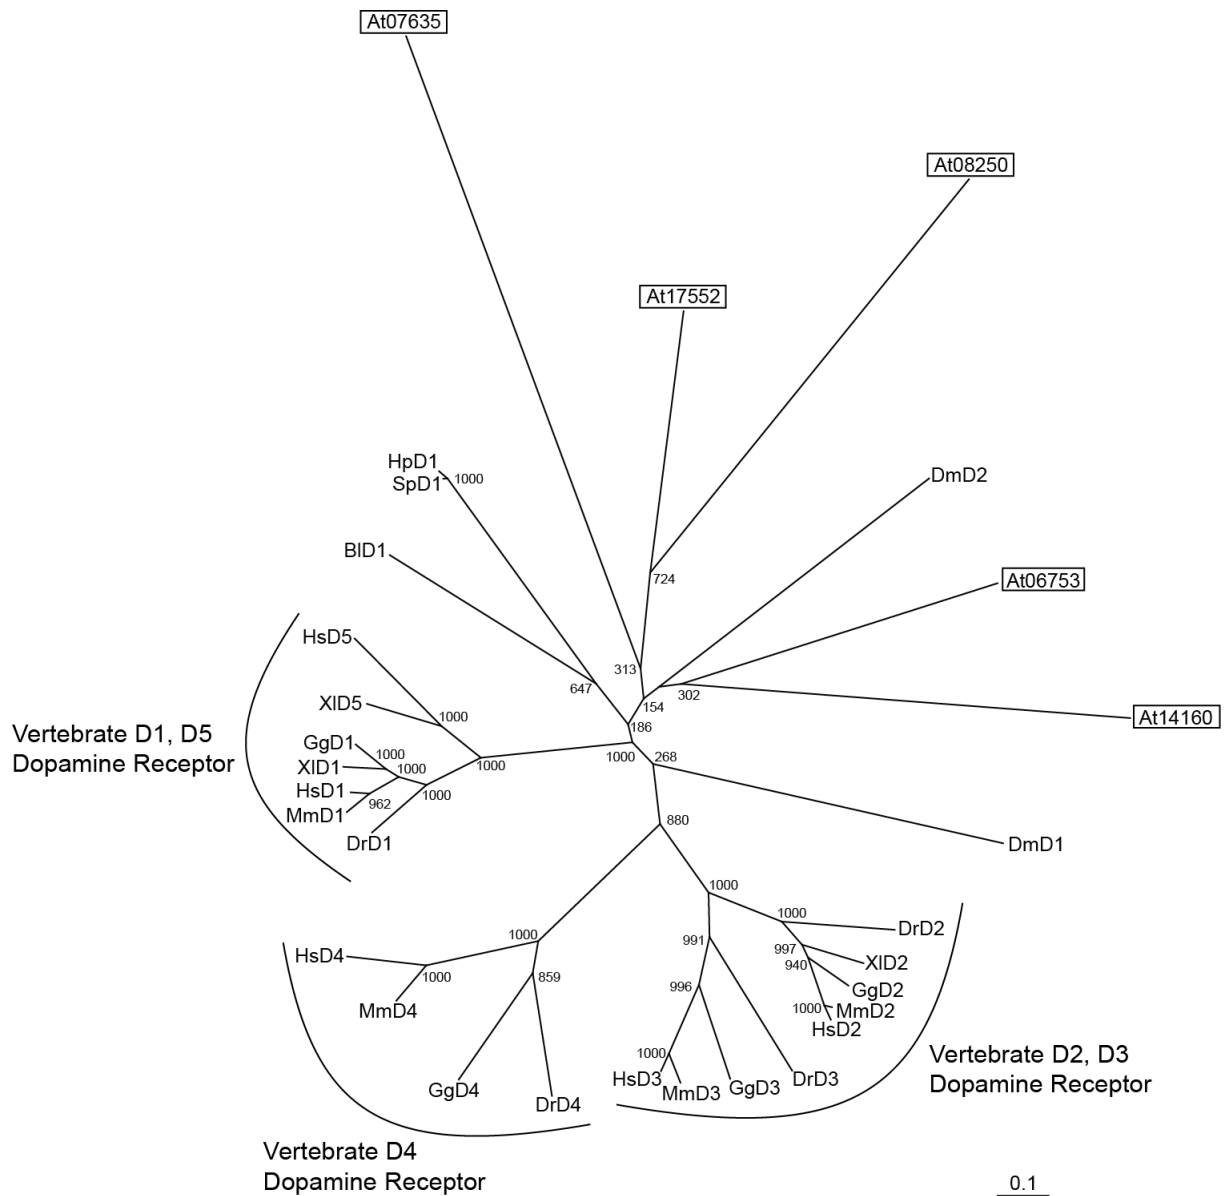 At07635
At08250
At17552
HpD1
SpD1
1000
DmD2
BlD1
724
At06753
HsD5
313
647
302
154
XlD5
1000
186
At14160
Vertebrate D1, D5
Dopamine Receptor
GgD1
1000
XlD1
1000
1000
1000
268
HsD1
962
1000
MmD1
DrD1
880
DmD1
1000
1000
DrD2
1000
991
997
HsD4
940
XlD2
1000
859
996
GgD2
MmD4
1000
MmD2
HsD2
1000
HsD3
MmD3
GgD3
DrD3
GgD4
DrD4
Vertebrate D2, D3
Dopamine Receptor
Vertebrate D4
Dopamine Receptor
0.1